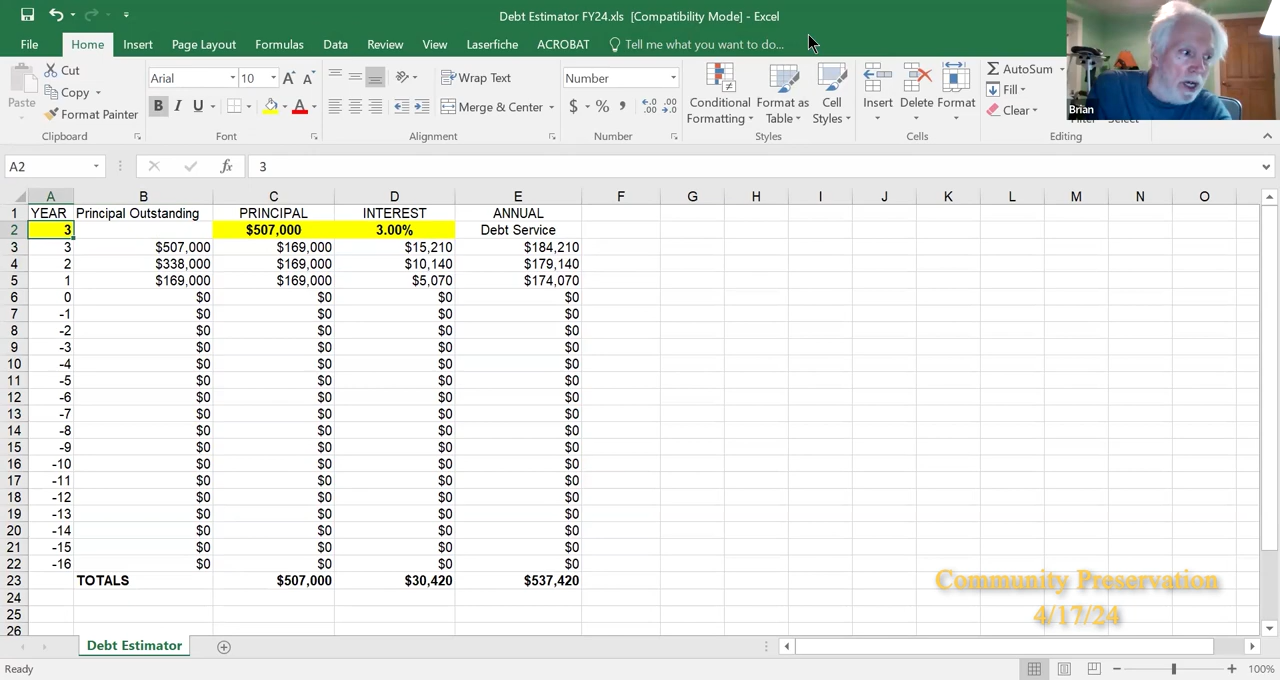 Debt Estimator FY24.xls [Compatibility Mode] - Excel
File Home Insert Page Layout Formulas Data Review View Laserfiche ACROBAT Tell me what you want to do...
Brian
Paste
Cut
Copy
Format Painter
Clipboard
Arial 10
B I U
Font
Wrap Text
Merge & Center
Alignment
Number
$ % ,
Number
Conditional Formatting
Format as Table
Cell Styles
Styles
Insert Delete Format
Cells
AutoSum
Fill
Clear
Editing
A2 fx 3
A B C D E F G H I J K L M N O
1 YEAR Principal Outstanding PRINCIPAL INTEREST ANNUAL
2 3 $507,000 3.00% Debt Service
3 3 $507,000 $169,000 $15,210 $184,210
4 2 $338,000 $169,000 $10,140 $179,140
5 1 $169,000 $169,000 $5,070 $174,070
6 0 $0 $0 $0 $0
7 -1 $0 $0 $0 $0
8 -2 $0 $0 $0 $0
9 -3 $0 $0 $0 $0
10 -4 $0 $0 $0 $0
11 -5 $0 $0 $0 $0
12 -6 $0 $0 $0 $0
13 -7 $0 $0 $0 $0
14 -8 $0 $0 $0 $0
15 -9 $0 $0 $0 $0
16 -10 $0 $0 $0 $0
17 -11 $0 $0 $0 $0
18 -12 $0 $0 $0 $0
19 -13 $0 $0 $0 $0
20 -14 $0 $0 $0 $0
21 -15 $0 $0 $0 $0
22 -16 $0 $0 $0 $0
23 TOTALS $507,000 $30,420 $537,420
24
25
26
Community Preservation
4/17/24
Debt Estimator
Ready
100%